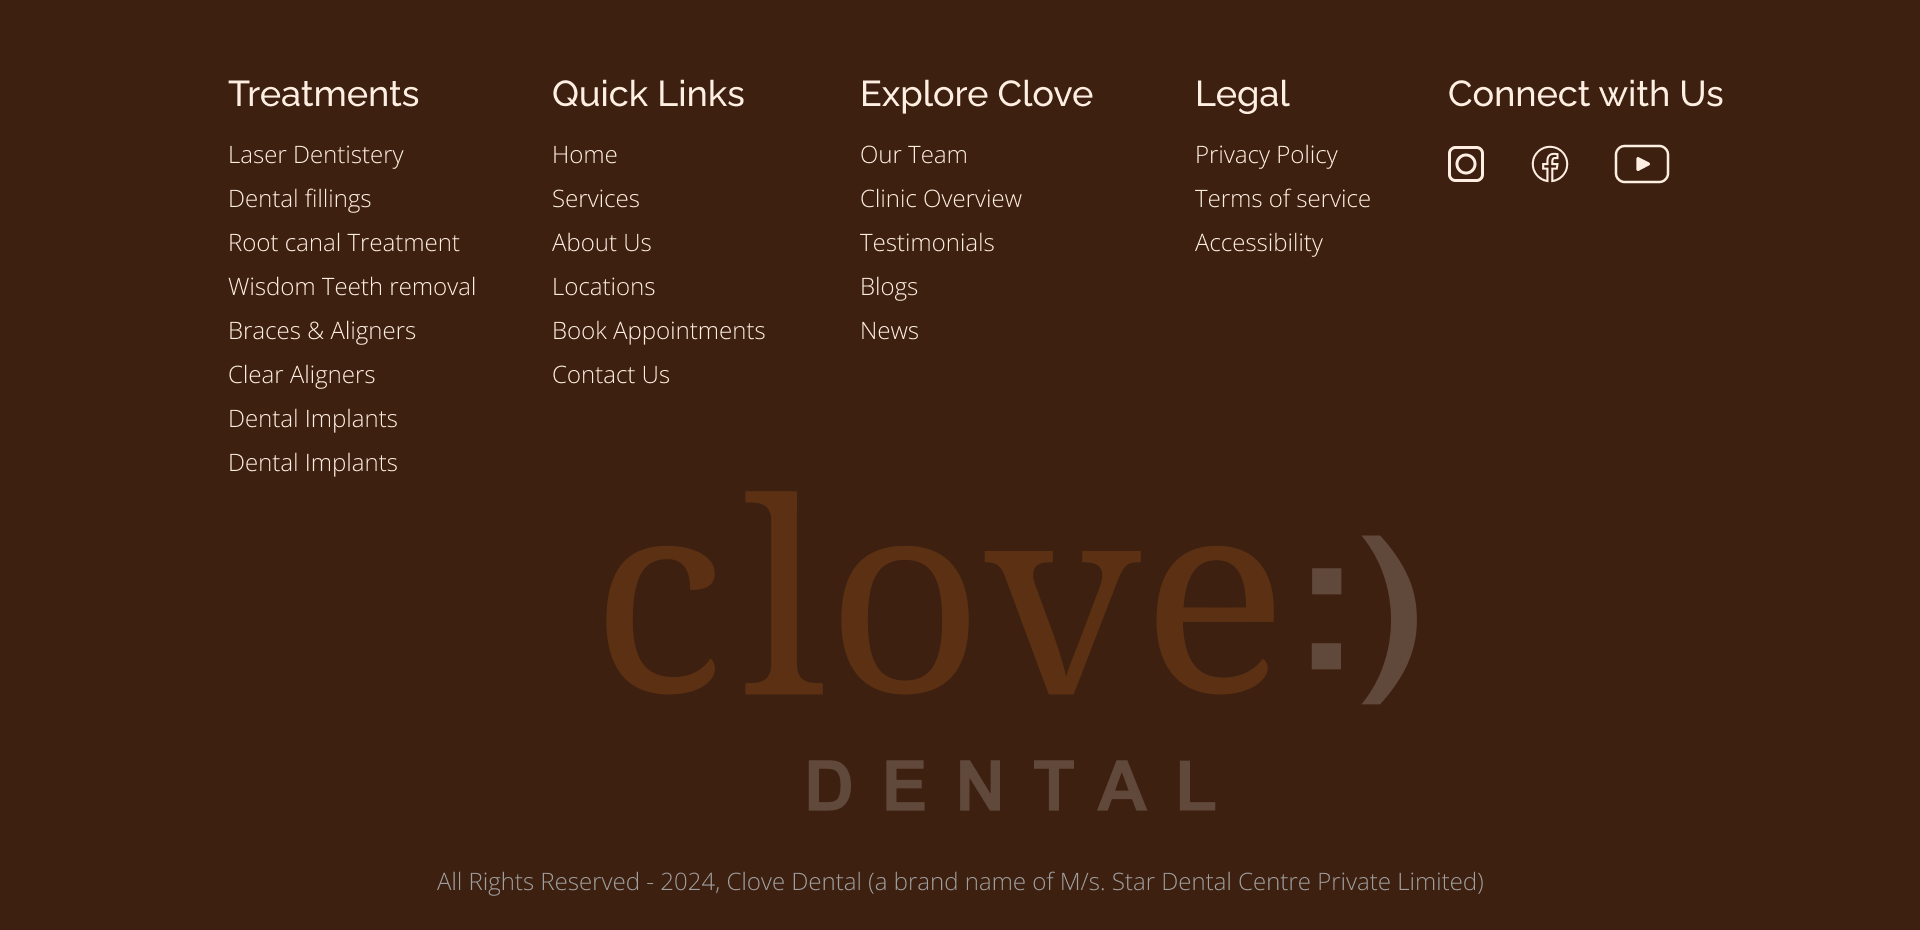 Treatments
Laser Dentistery
Dental fillings
Root canal Treatment
Wisdom Teeth removal
Braces & Aligners
Clear Aligners
Dental Implants
Dental Implants
Quick Links
Home
Services
About Us
Locations
Book Appointments
Contact Us
Explore Clove
Our Team
Clinic Overview
Testimonials
Blogs
News
Legal
Privacy Policy
Terms of service
Accessibility
Connect with Us
clove:)
DENTAL
All Rights Reserved - 2024, Clove Dental (a brand name of M/s. Star Dental Centre Private Limited)